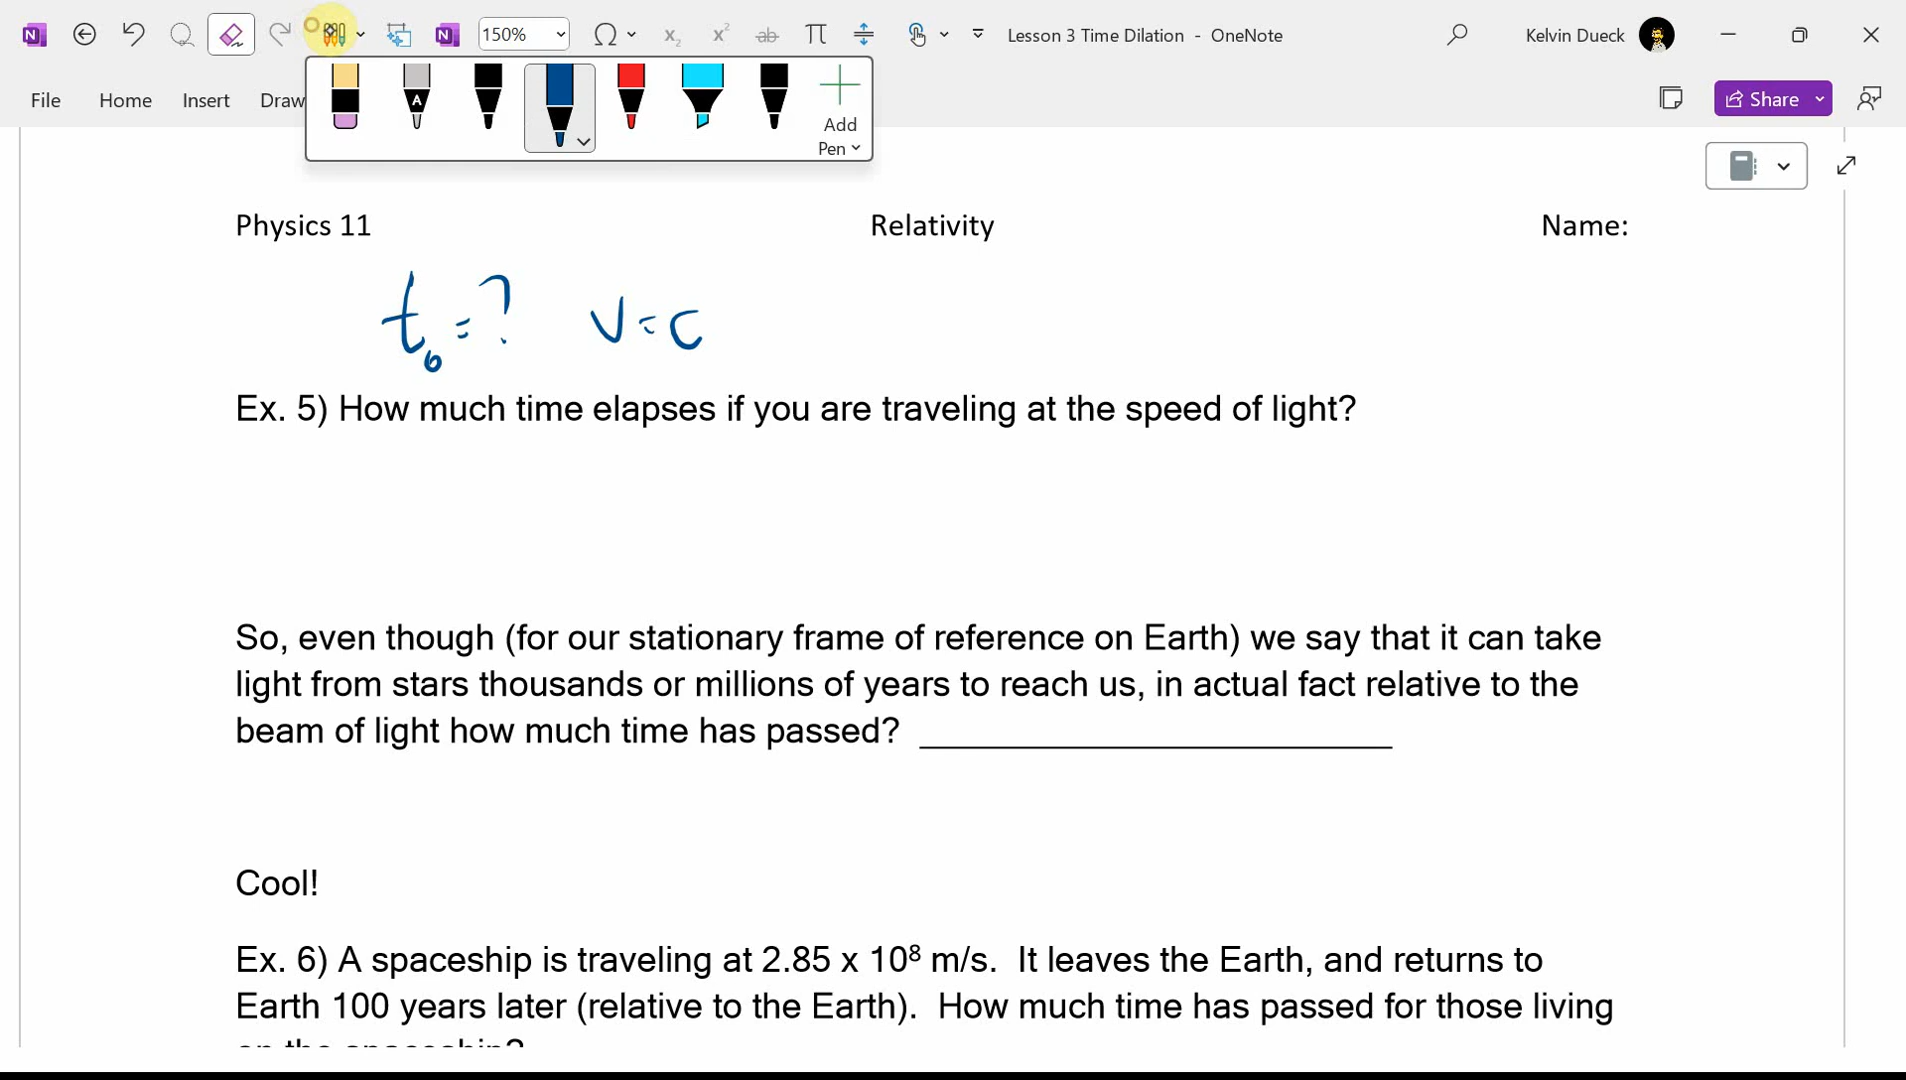 150%
Lesson 3 Time Dilation - OneNote
Kelvin Dueck
File Home Insert Draw
Share
A
Add
Pen
Physics 11 Relativity Name:
t₀ = ? v = c
Ex. 5) How much time elapses if you are traveling at the speed of light?
So, even though (for our stationary frame of reference on Earth) we say that it can take
light from stars thousands or millions of years to reach us, in actual fact relative to the
beam of light how much time has passed? __________________________
Cool!
Ex. 6) A spaceship is traveling at 2.85 x 10⁸ m/s. It leaves the Earth, and returns to
Earth 100 years later (relative to the Earth). How much time has passed for those living
on the spaceship?